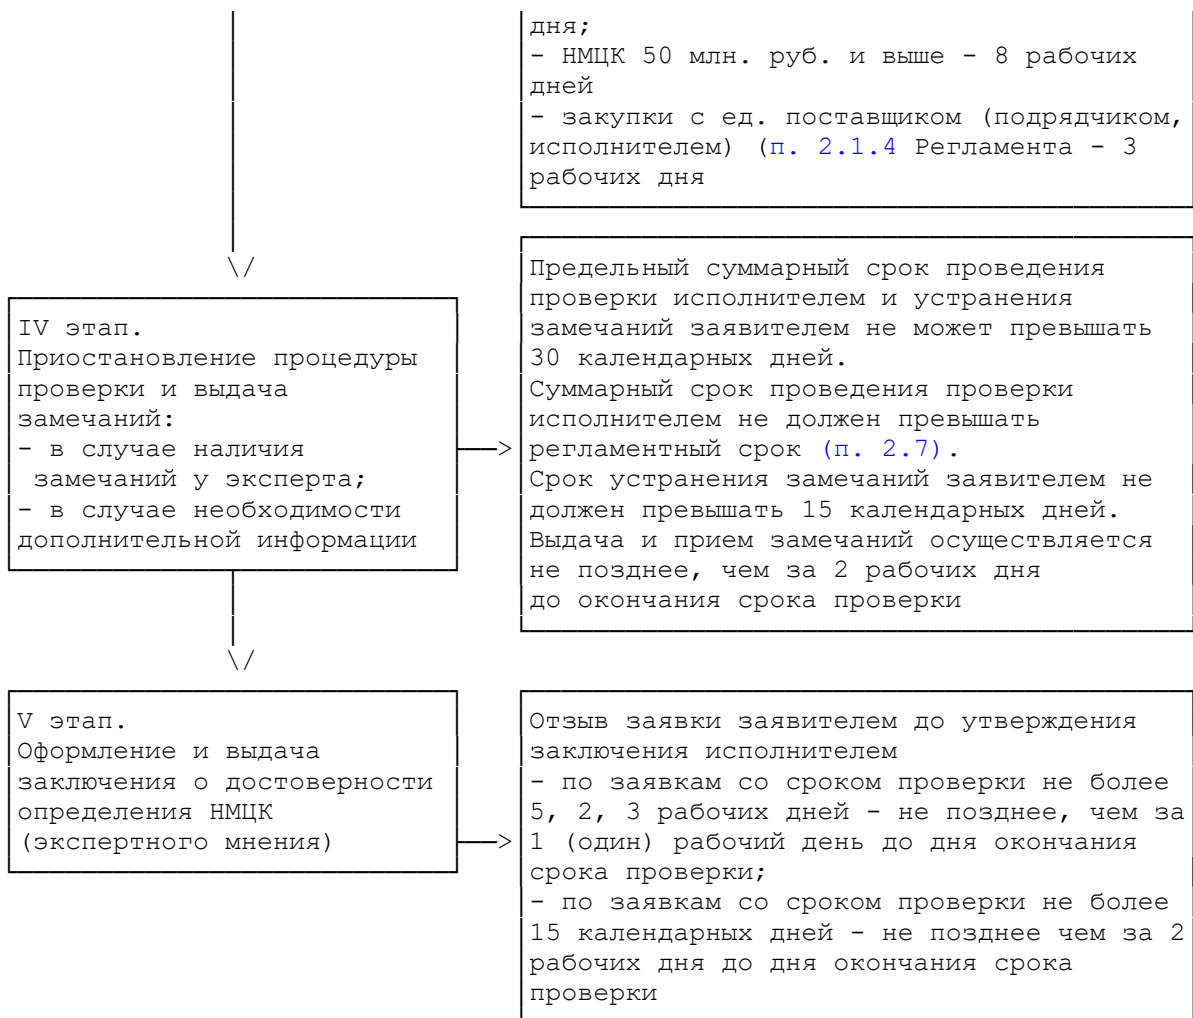 дня;
- НМЦК 50 млн. руб. и выше - 8 рабочих
дней
- закупки с ед. поставщиком (подрядчиком,
исполнителем) (п. 2.1.4 Регламента - 3
рабочих дня
IV этап.
Приостановление процедуры
проверки и выдача
замечаний:
- в случае наличия
замечаний у эксперта;
- в случае необходимости
дополнительной информации
Предельный суммарный срок проведения
проверки исполнителем и устранения
замечаний заявителем не может превышать
30 календарных дней.
Суммарный срок проведения проверки
исполнителем не должен превышать
регламентный срок (п. 2.7).
Срок устранения замечаний заявителем не
должен превышать 15 календарных дней.
Выдача и прием замечаний осуществляется
не позднее, чем за 2 рабочих дня
до окончания срока проверки
V этап.
Оформление и выдача
заключения о достоверности
определения НМЦК
(экспертного мнения)
Отзыв заявки заявителем до утверждения
заключения исполнителем
- по заявкам со сроком проверки не более
5, 2, 3 рабочих дней - не позднее, чем за
1 (один) рабочий день до дня окончания
срока проверки;
- по заявкам со сроком проверки не более
15 календарных дней - не позднее чем за 2
рабочих дня до дня окончания срока
проверки